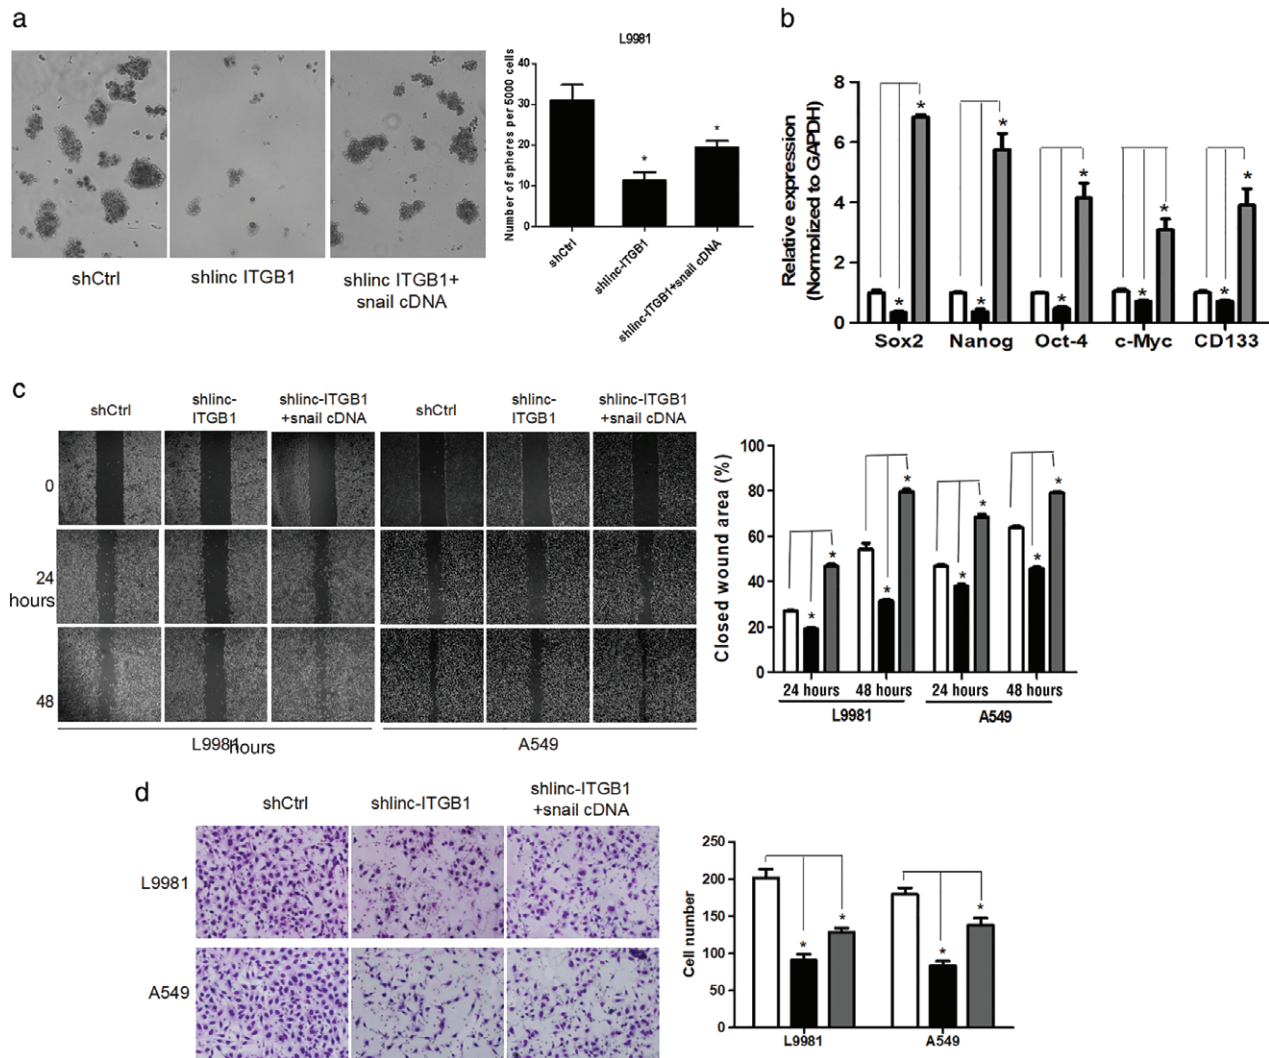 a
shCtrl
shlinc ITGB1
shlinc ITGB1+
snail cDNA
L9981
Number of spheres per 5000 cells
40
30
20
10
0
*
*
shCtrl
shlinc-ITGB1
shlinc-ITGB1+snail cDNA
b
Relative expression
(Normolized to GAPDH)
8
6
4
2
1
0
* * * * * * * * * *
Sox2 Nanog Oct-4 c-Myc CD133
c
shCtrl
shlinc-
ITGB1
shlinc-ITGB1
+snail cDNA
shCtrl
shlinc-
ITGB1
shlinc-ITGB1
+snail cDNA
0
24
hours
48
L9981
hours
A549
Closed wound area (%)
100
80
60
40
20
0
* * * * * * * *
24 hours 48 hours 24 hours 48 hours
L9981 A549
d
shCtrl
shlinc-ITGB1
shlinc-ITGB1
+snail cDNA
L9981
A549
Cell number
250
200
150
100
50
0
* * * *
L9981 A549